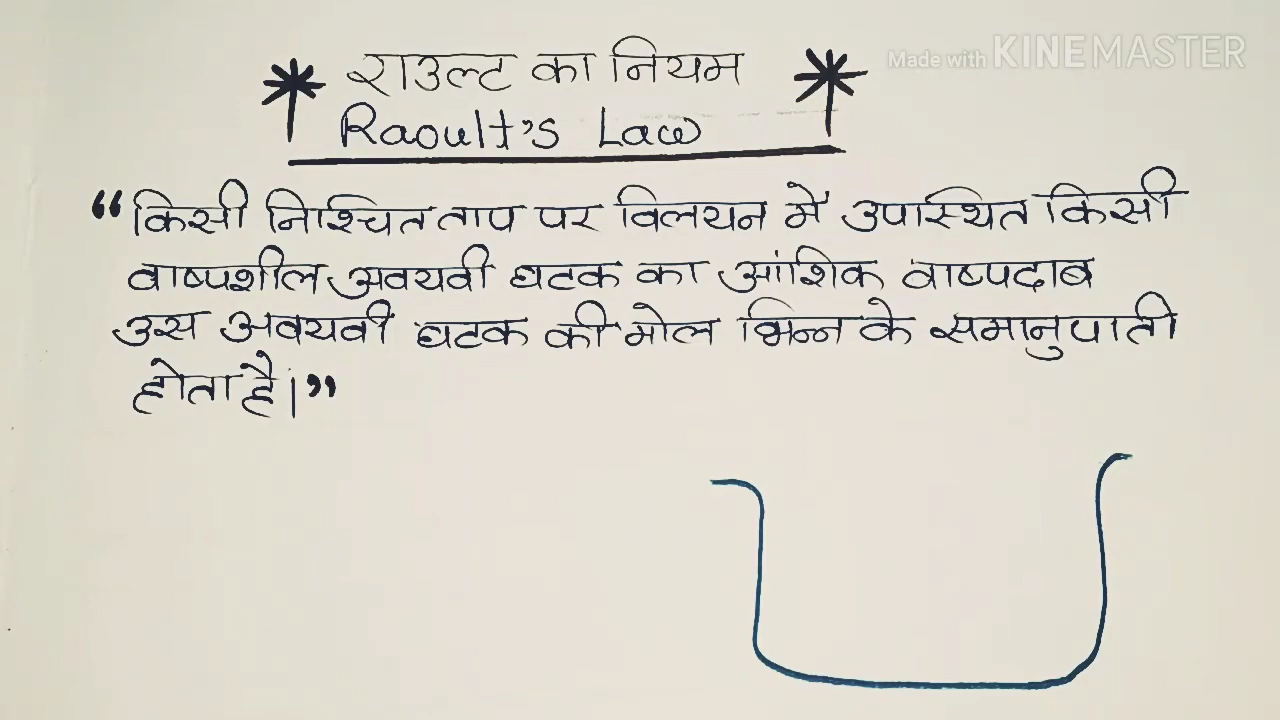 Made with KINEMASTER
राउल्ट का नियम
Raoult's Law
“किसी निश्चित ताप पर विलयन में उपस्थित किसी
वाष्पशील अवयवी घटक का आंशिक वाष्पदाब
उस अवयवी घटक की मोल भिन्न के समानुपाती
होता है।”